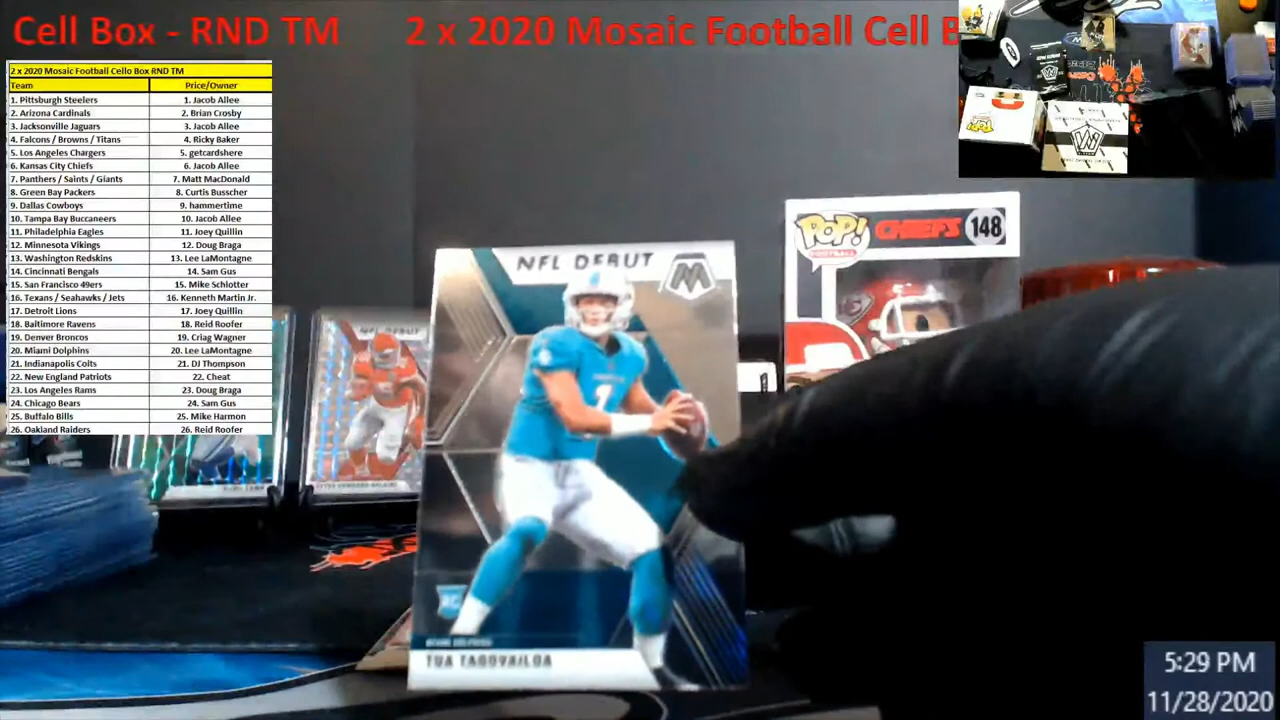 Cell Box - RND TM 2 x 2020 Mosaic Football Cell B
2 x 2020 Mosaic Football Cello Box RND TM
Team Price/Owner
1. Pittsburgh Steelers 1. Jacob Allee
2. Arizona Cardinals 2. Brian Crosby
3. Jacksonville Jaguars 3. Jacob Allee
4. Falcons / Browns / Titans 4. Ricky Baker
5. Los Angeles Chargers 5. getcardshere
6. Kansas City Chiefs 6. Jacob Allee
7. Panthers / Saints / Giants 7. Matt MacDonald
8. Green Bay Packers 8. Curtis Busscher
9. Dallas Cowboys 9. hammertime
10. Tampa Bay Buccaneers 10. Jacob Allee
11. Philadelphia Eagles 11. Joey Quillin
12. Minnesota Vikings 12. Doug Braga
13. Washington Redskins 13. Lee LaMontagne
14. Cincinnati Bengals 14. Sam Gus
15. San Francisco 49ers 15. Mike Schlotter
16. Texans / Seahawks / Jets 16. Kenneth Martin Jr.
17. Detroit Lions 17. Joey Quillin
18. Baltimore Ravens 18. Reid Roofer
19. Denver Broncos 19. Criag Wagner
20. Miami Dolphins 20. Lee LaMontagne
21. Indianapolis Colts 21. DJ Thompson
22. New England Patriots 22. Cheat
23. Los Angeles Rams 23. Doug Braga
24. Chicago Bears 24. Sam Gus
25. Buffalo Bills 25. Mike Harmon
26. Oakland Raiders 26. Reid Roofer
POP! CHIEFS 148
FOOTBALL
NFL DEBUT
NFL DEBUT
1
RC
MIAMI DOLPHINS
TUA TAGOVAILOA
5:29 PM
11/28/2020